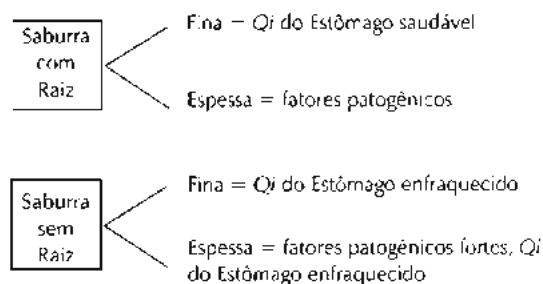 Saburra
com
Raiz
Fina = Qi do Estômago saudável
Espessa = fatores patogênicos
Saburra
sem
Raiz
Fina = Qi do Estômago enfraquecido
Espessa = fatores patogênicos fortes, Qi
do Estômago enfraquecido